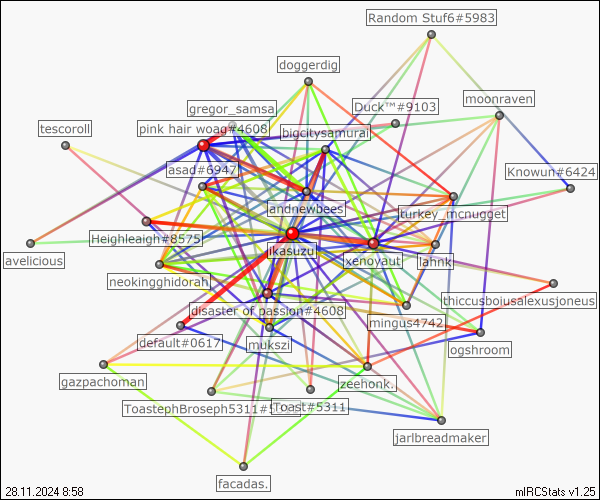 Random Stuf6#5983
doggerdig
Duck™#9103
moonraven
gregor_samsa
tescoroll
pink hair woag#4608
bigcitysamurai
asad#6947
Knowun#6424
andnewbees
turkey_mcnugget
Heighleaigh#8575
ikasuzu
xenoyaut
lahnk
avelicious
neokingghidorah
thiccusboiusalexusjoneus
disaster of passion#4608
mingus4742
default#0617
mukszi
ogshroom
gazpachoman
zeehonk.
ToastephBroseph5311#5
Toast#5311
jarlbreadmaker
facadas.
28.11.2024 8:58
mIRCStats v1.25